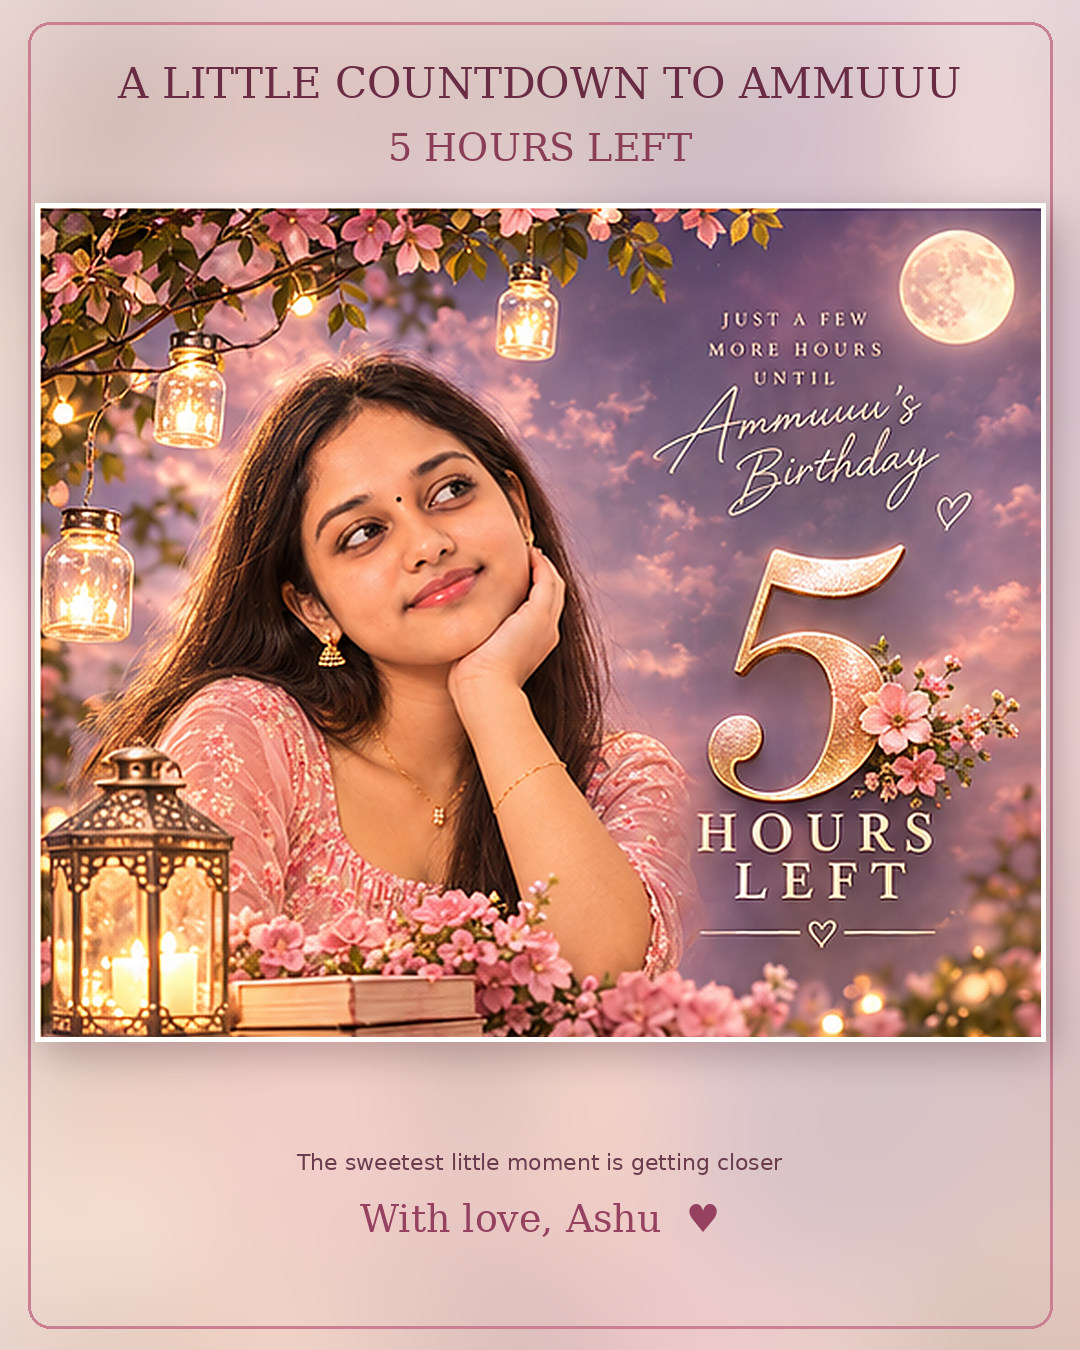 A LITTLE COUNTDOWN TO AMMUUU
5 HOURS LEFT
JUST A FEW
MORE HOURS
UNTIL
Ammuuu's
Birthday
5
HOURS
LEFT
The sweetest little moment is getting closer
With love, Ashu ♥